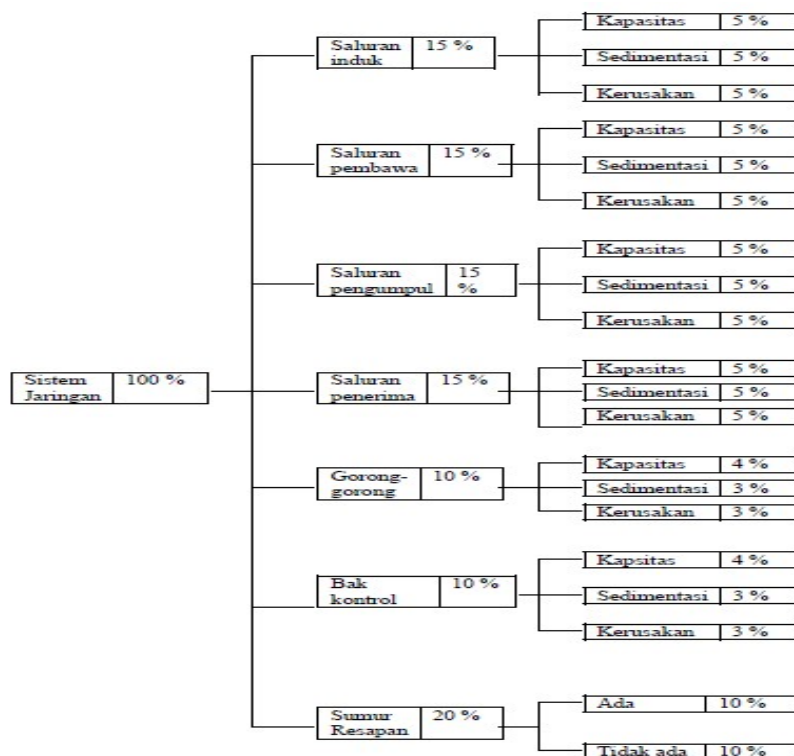 Sistem
Jaringan
100 %
Saluran
induk
15 %
Kapasitas 5 %
Sedimentasi 5 %
Kerusakan 5 %
Saluran
pembawa
15 %
Kapasitas 5 %
Sedimentasi 5 %
Kerusakan 5 %
Saluran
pengumpul
15
%
Kapasitas 5 %
Sedimentasi 5 %
Kerusakan 5 %
Saluran
penerima
15 %
Kapasitas 5 %
Sedimentasi 5 %
Kerusakan 5 %
Gorong-
gorong
10 %
Kapasitas 4 %
Sedimentasi 3 %
Kerusakan 3 %
Bak
kontrol
10 %
Kapsitas 4 %
Sedimentasi 3 %
Kerusakan 3 %
Sumur
Resapan
20 %
Ada 10 %
Tidak ada 10 %